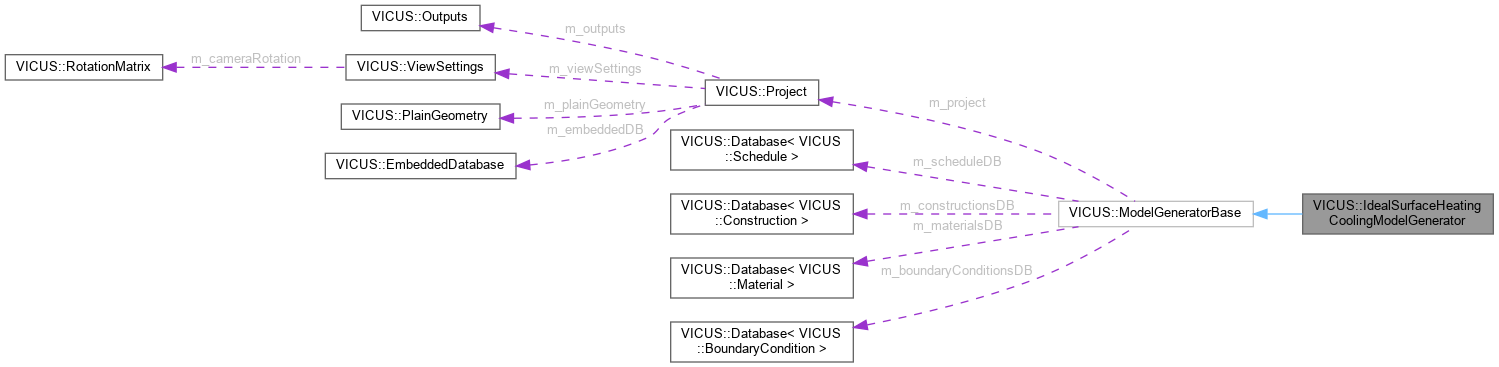 VICUS::Outputs
m_outputs
VICUS::RotationMatrix
m_cameraRotation
VICUS::ViewSettings
m_viewSettings
VICUS::Project
m_plainGeometry
VICUS::PlainGeometry
m_project
m_embeddedDB
VICUS::EmbeddedDatabase
VICUS::Database< VICUS
::Schedule >
m_scheduleDB
VICUS::Database< VICUS
::Construction >
m_constructionsDB
VICUS::ModelGeneratorBase
VICUS::IdealSurfaceHeating
CoolingModelGenerator
m_materialsDB
VICUS::Database< VICUS
::Material >
m_boundaryConditionsDB
VICUS::Database< VICUS
::BoundaryCondition >